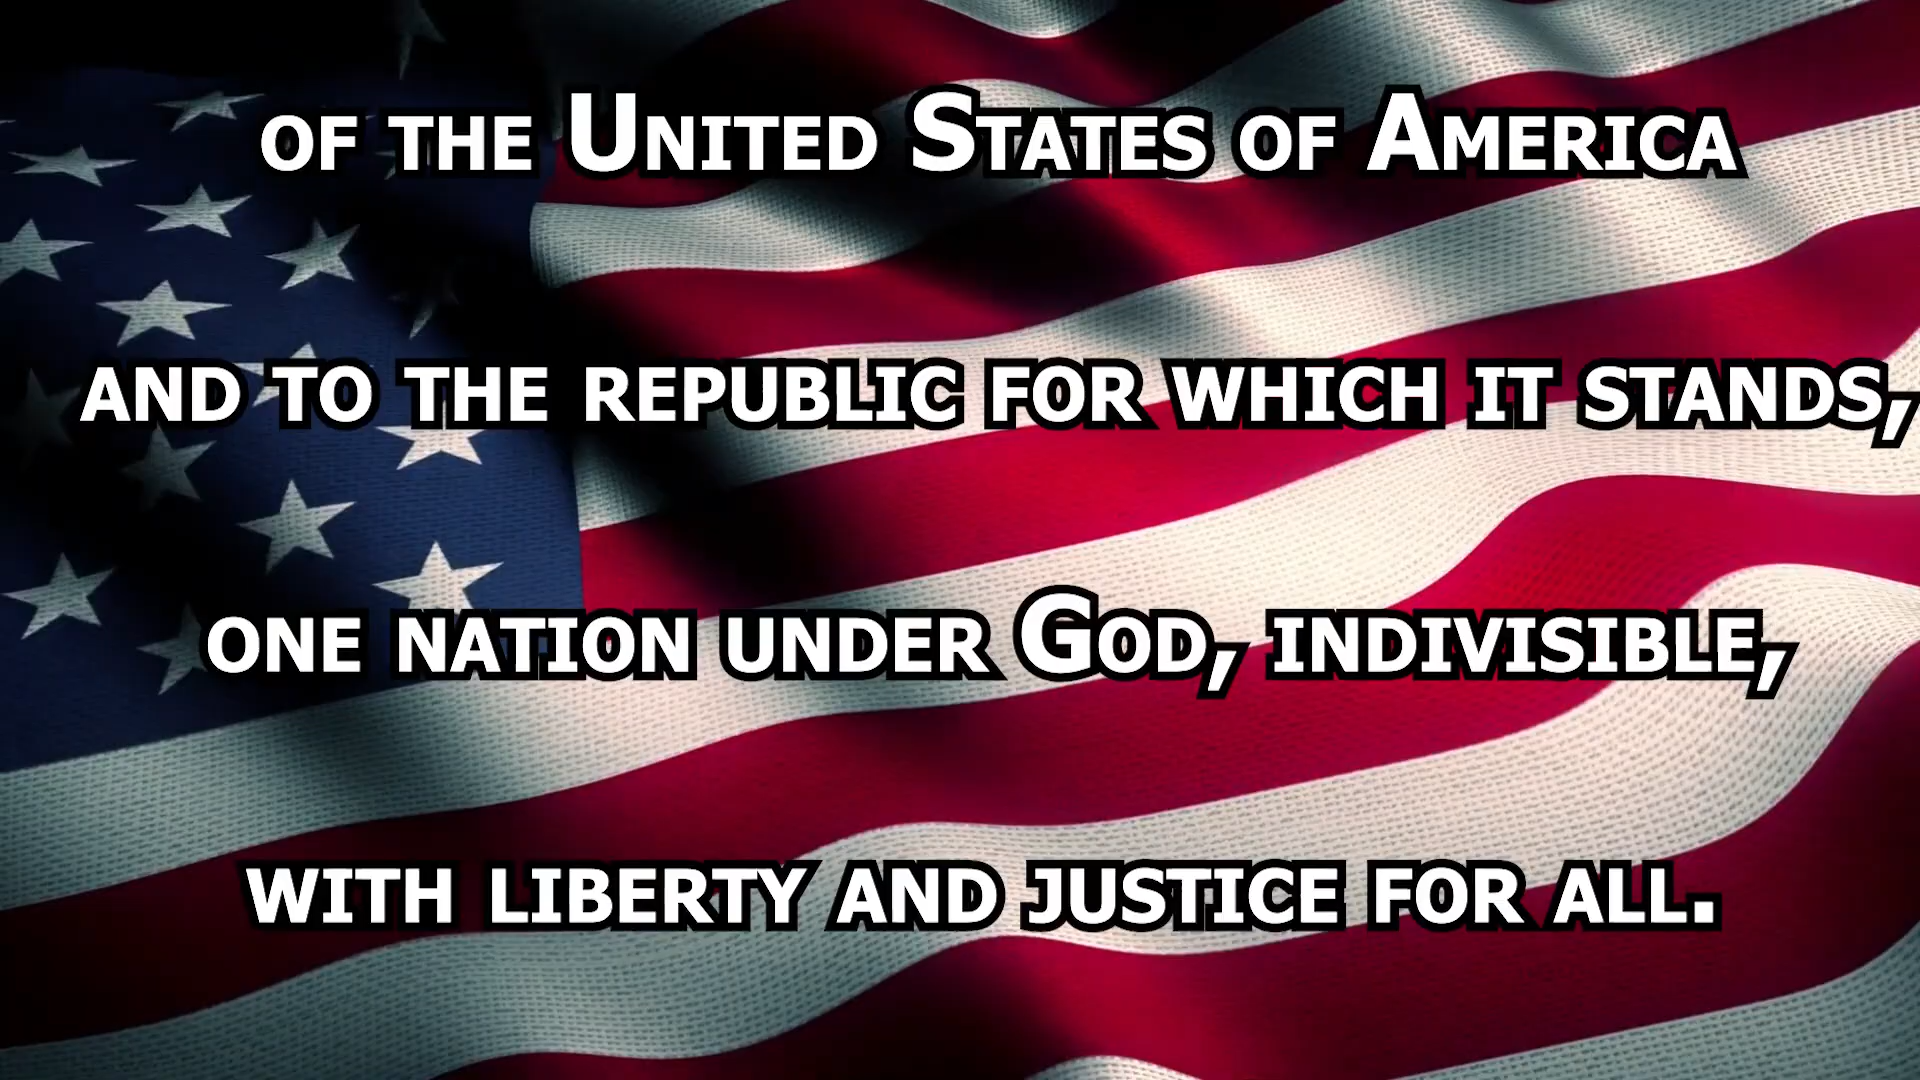 of the United States of America
and to the republic for which it stands,
one nation under God, indivisible,
with liberty and justice for all.